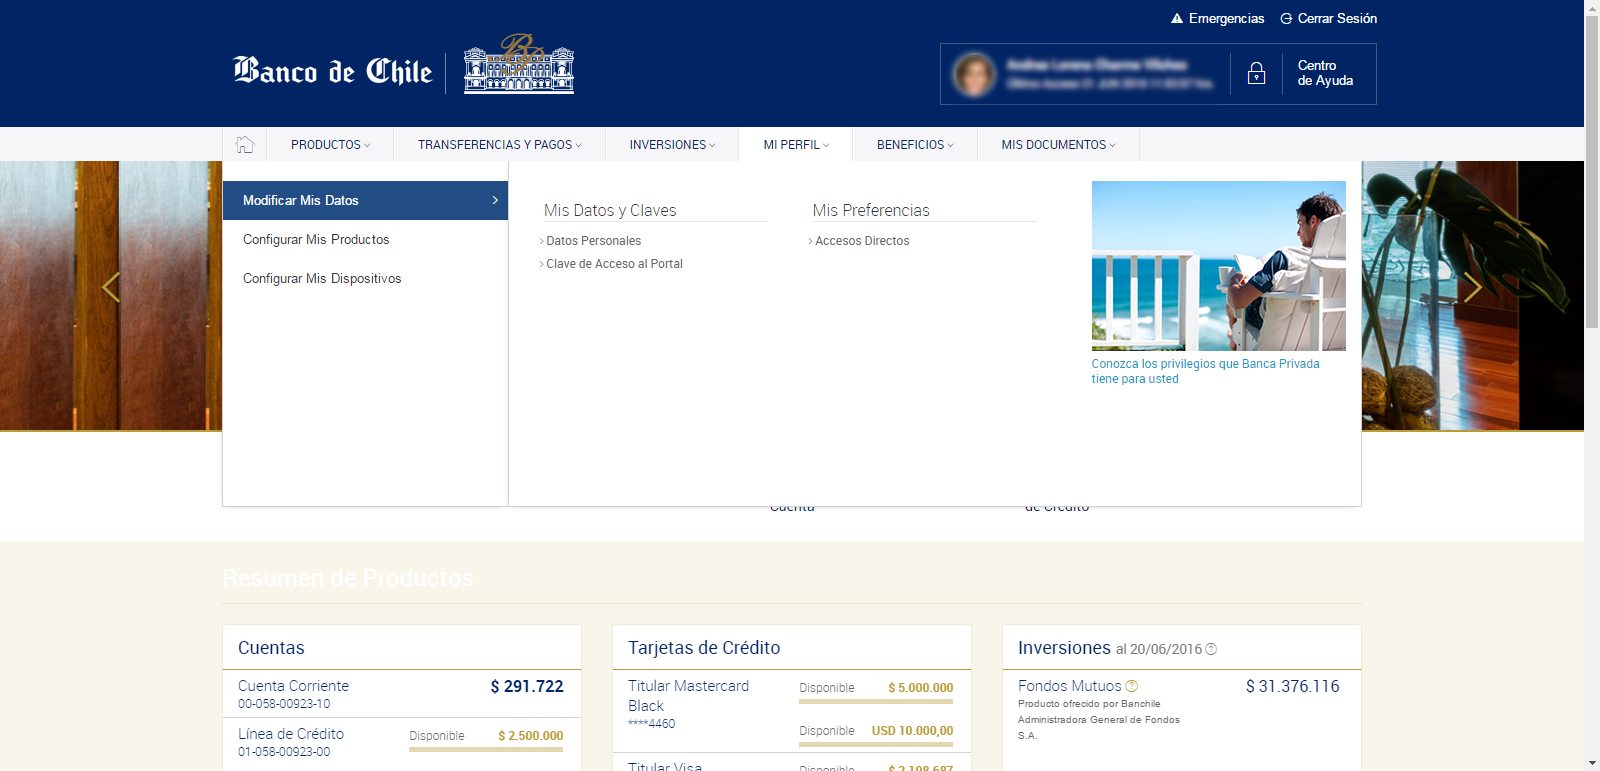 Emergencias
Cerrar Sesión
Banco de Chile
Centro
de Ayuda
PRODUCTOS
TRANSFERENCIAS Y PAGOS
INVERSIONES
MI PERFIL
BENEFICIOS
MIS DOCUMENTOS
Modificar Mis Datos
Configurar Mis Productos
Configurar Mis Dispositivos
Mis Datos y Claves
Datos Personales
Clave de Acceso al Portal
Mis Preferencias
Accesos Directos
Conozca los privilegios que Banca Privada
tiene para usted
Cuenta
de Crédito
Resumen de Productos
Cuentas
Cuenta Corriente
$ 291.722
00-058-00923-10
Línea de Crédito
Disponible
$ 2.500.000
01-058-00923-00
Tarjetas de Crédito
Titular Mastercard
Black
****4460
Disponible
$ 5.000.000
Disponible
USD 10.000,00
Titular Visa
Disponible
$ 2.198.687
Inversiones al 20/06/2016
Fondos Mutuos
$ 31.376.116
Producto ofrecido por Banchile
Administradora General de Fondos
S.A.